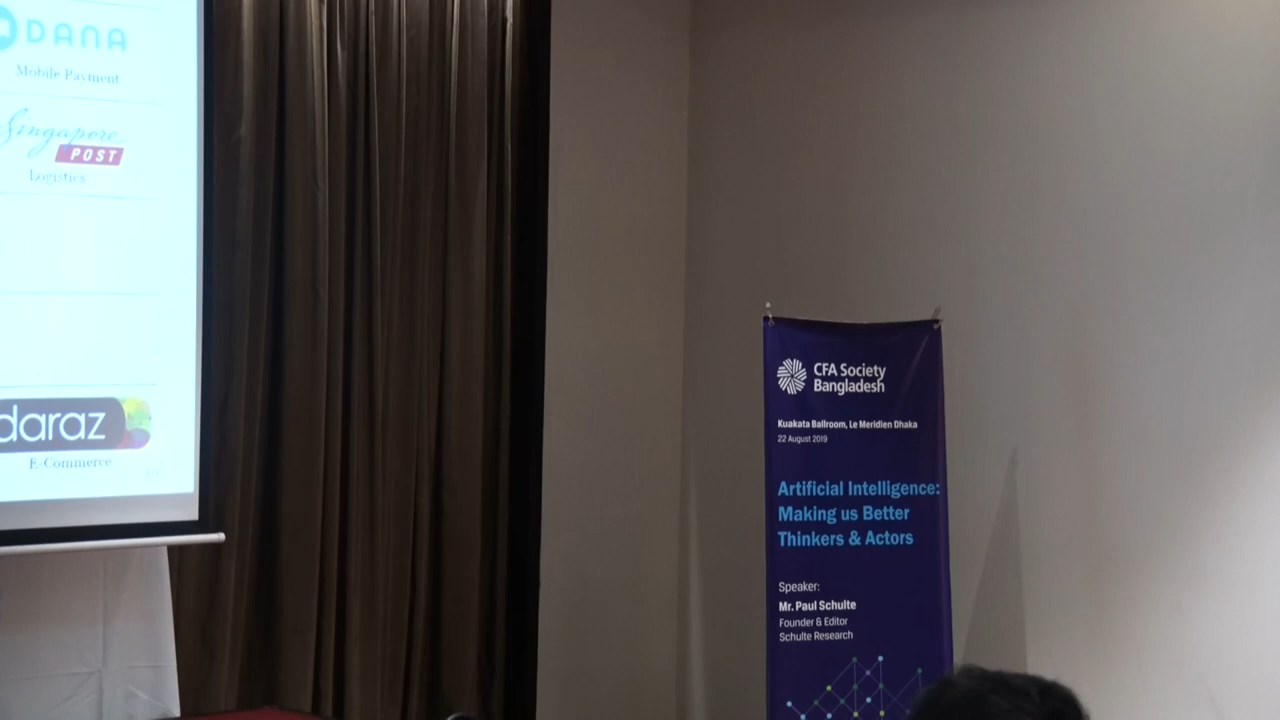 DANA
Mobile Payment
Singapore
POST
Logistics
daraz
E-Commerce
CFA Society
Bangladesh
Kuakata Ballroom, Le Meridien Dhaka
22 August 2019
Artificial Intelligence:
Making us Better
Thinkers & Actors
Speaker:
Mr. Paul Schulte
Founder & Editor
Schulte Research